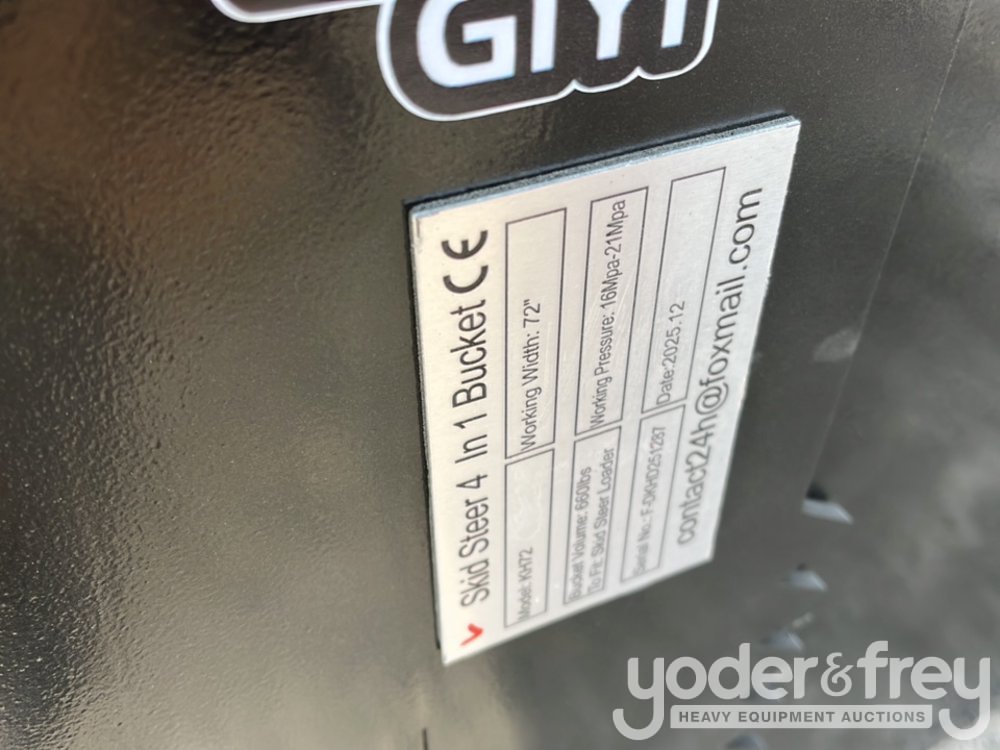 GIYI
Skid Steer 4 In 1 Bucket CE
Model: KH72
Working Width: 72"
Bucket Volume: 660lbs
To Fit: Skid Steer Loader
Working Pressure: 16Mpa-21Mpa
Serial No.: F-DKHD251287
Date:2025.12
contact24h@foxmail.com
yoder&frey
HEAVY EQUIPMENT AUCTIONS